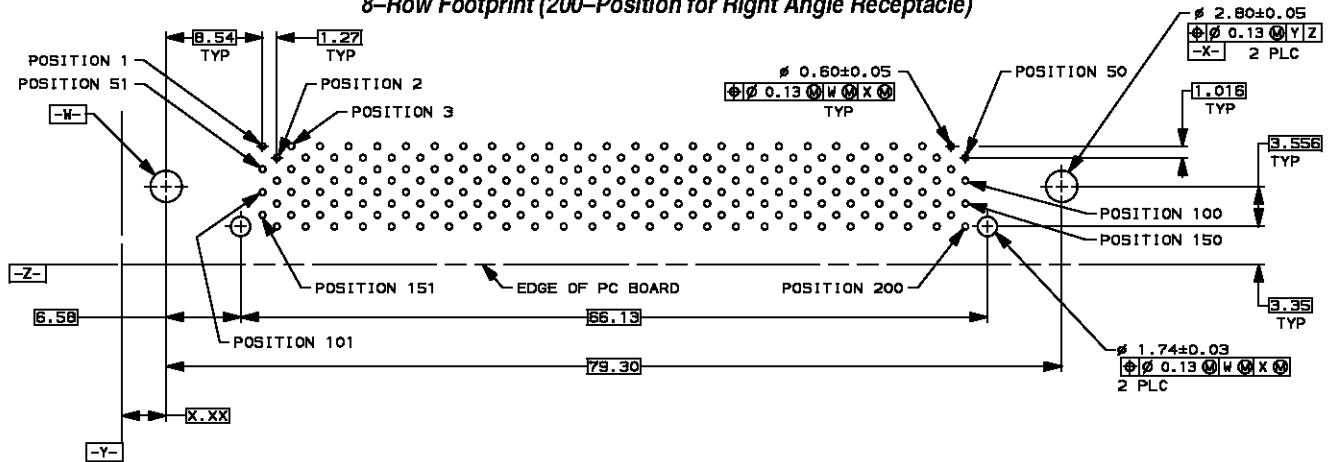 8–Row Footprint (200–Position for Right Angle Receptacle)
8.54
TYP
1.27
TYP
POSITION 1
POSITION 51
POSITION 2
POSITION 3
-W-
ø 0.60±0.05
⌖ ø 0.13 Ⓜ W Ⓜ X Ⓜ
TYP
POSITION 50
ø 2.80±0.05
⌖ ø 0.13 Ⓜ Y Z
-X- 2 PLC
1.016
TYP
3.556
TYP
POSITION 100
POSITION 150
-Z-
POSITION 151
EDGE OF PC BOARD
POSITION 200
3.35
TYP
6.58
66.13
POSITION 101
79.30
ø 1.74±0.03
⌖ ø 0.13 Ⓜ W Ⓜ X Ⓜ
2 PLC
X.XX
-Y-